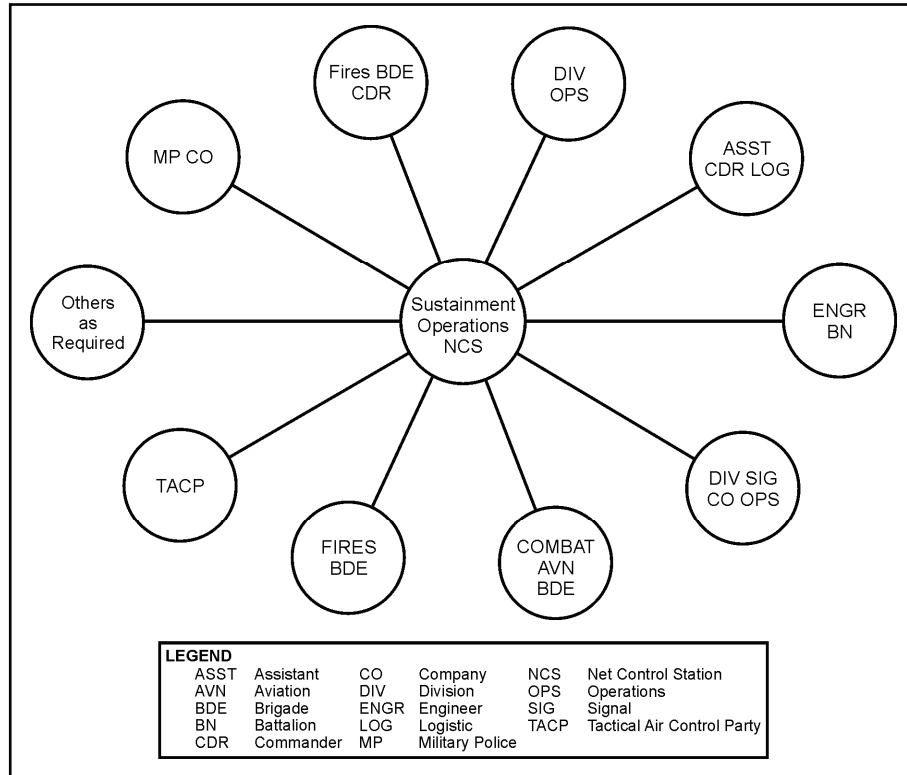 Fires BDE
CDR
DIV
OPS
MP CO
ASST
CDR LOG
Sustainment
Operations
NCS
Others
as
Required
ENGR
BN
TACP
DIV SIG
CO OPS
FIRES
BDE
COMBAT
AVN
BDE
LEGEND
ASST Assistant CO Company NCS Net Control Station
AVN Aviation DIV Division OPS Operations
BDE Brigade ENGR Engineer SIG Signal
BN Battalion LOG Logistic TACP Tactical Air Control Party
CDR Commander MP Military Police